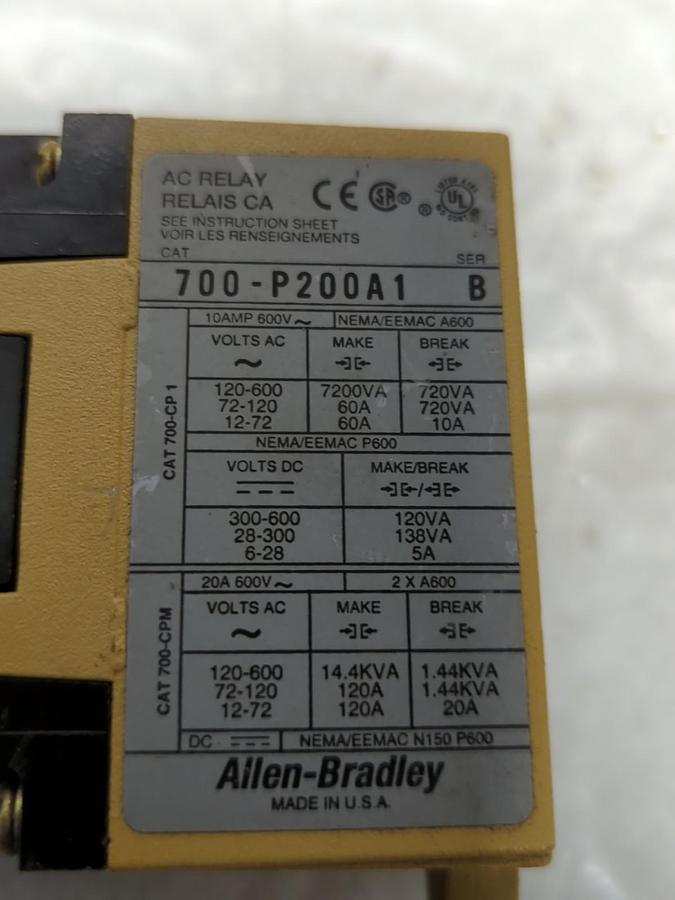 AC RELAY
RELAIS CA
CE SA® ® UL
SEE INSTRUCTION SHEET
VOIR LES RENSEIGNEMENTS
CAT SER
700-P200A1 B
10AMP 600V~ NEMA/EEMAC A600
VOLTS AC MAKE BREAK
120-600 7200VA 720VA
72-120 60A 720VA
12-72 60A 10A
CAT 700-CP1
NEMA/EEMAC P600
VOLTS DC MAKE/BREAK
300-600 120VA
28-300 138VA
6-28 5A
20A 600V~ 2 X A600
VOLTS AC MAKE BREAK
120-600 14.4KVA 1.44KVA
72-120 120A 1.44KVA
12-72 120A 20A
CAT 700-CPM
DC NEMA/EEMAC N150 P600
Allen-Bradley
MADE IN U.S.A.